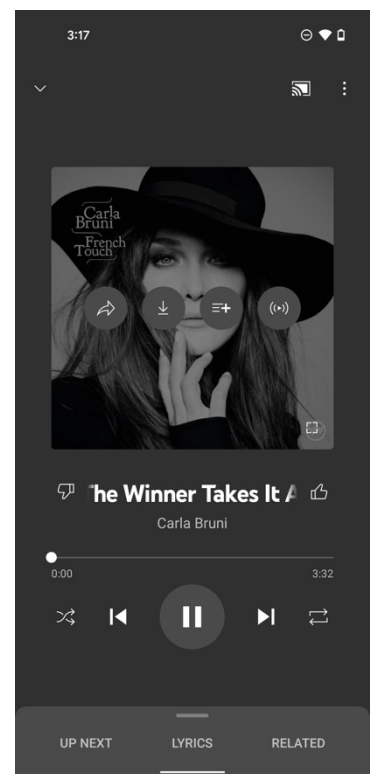 3:17
Carla
Bruni
French
Touch
The Winner Takes It A
Carla Bruni
0:00
3:32
UP NEXT
LYRICS
RELATED